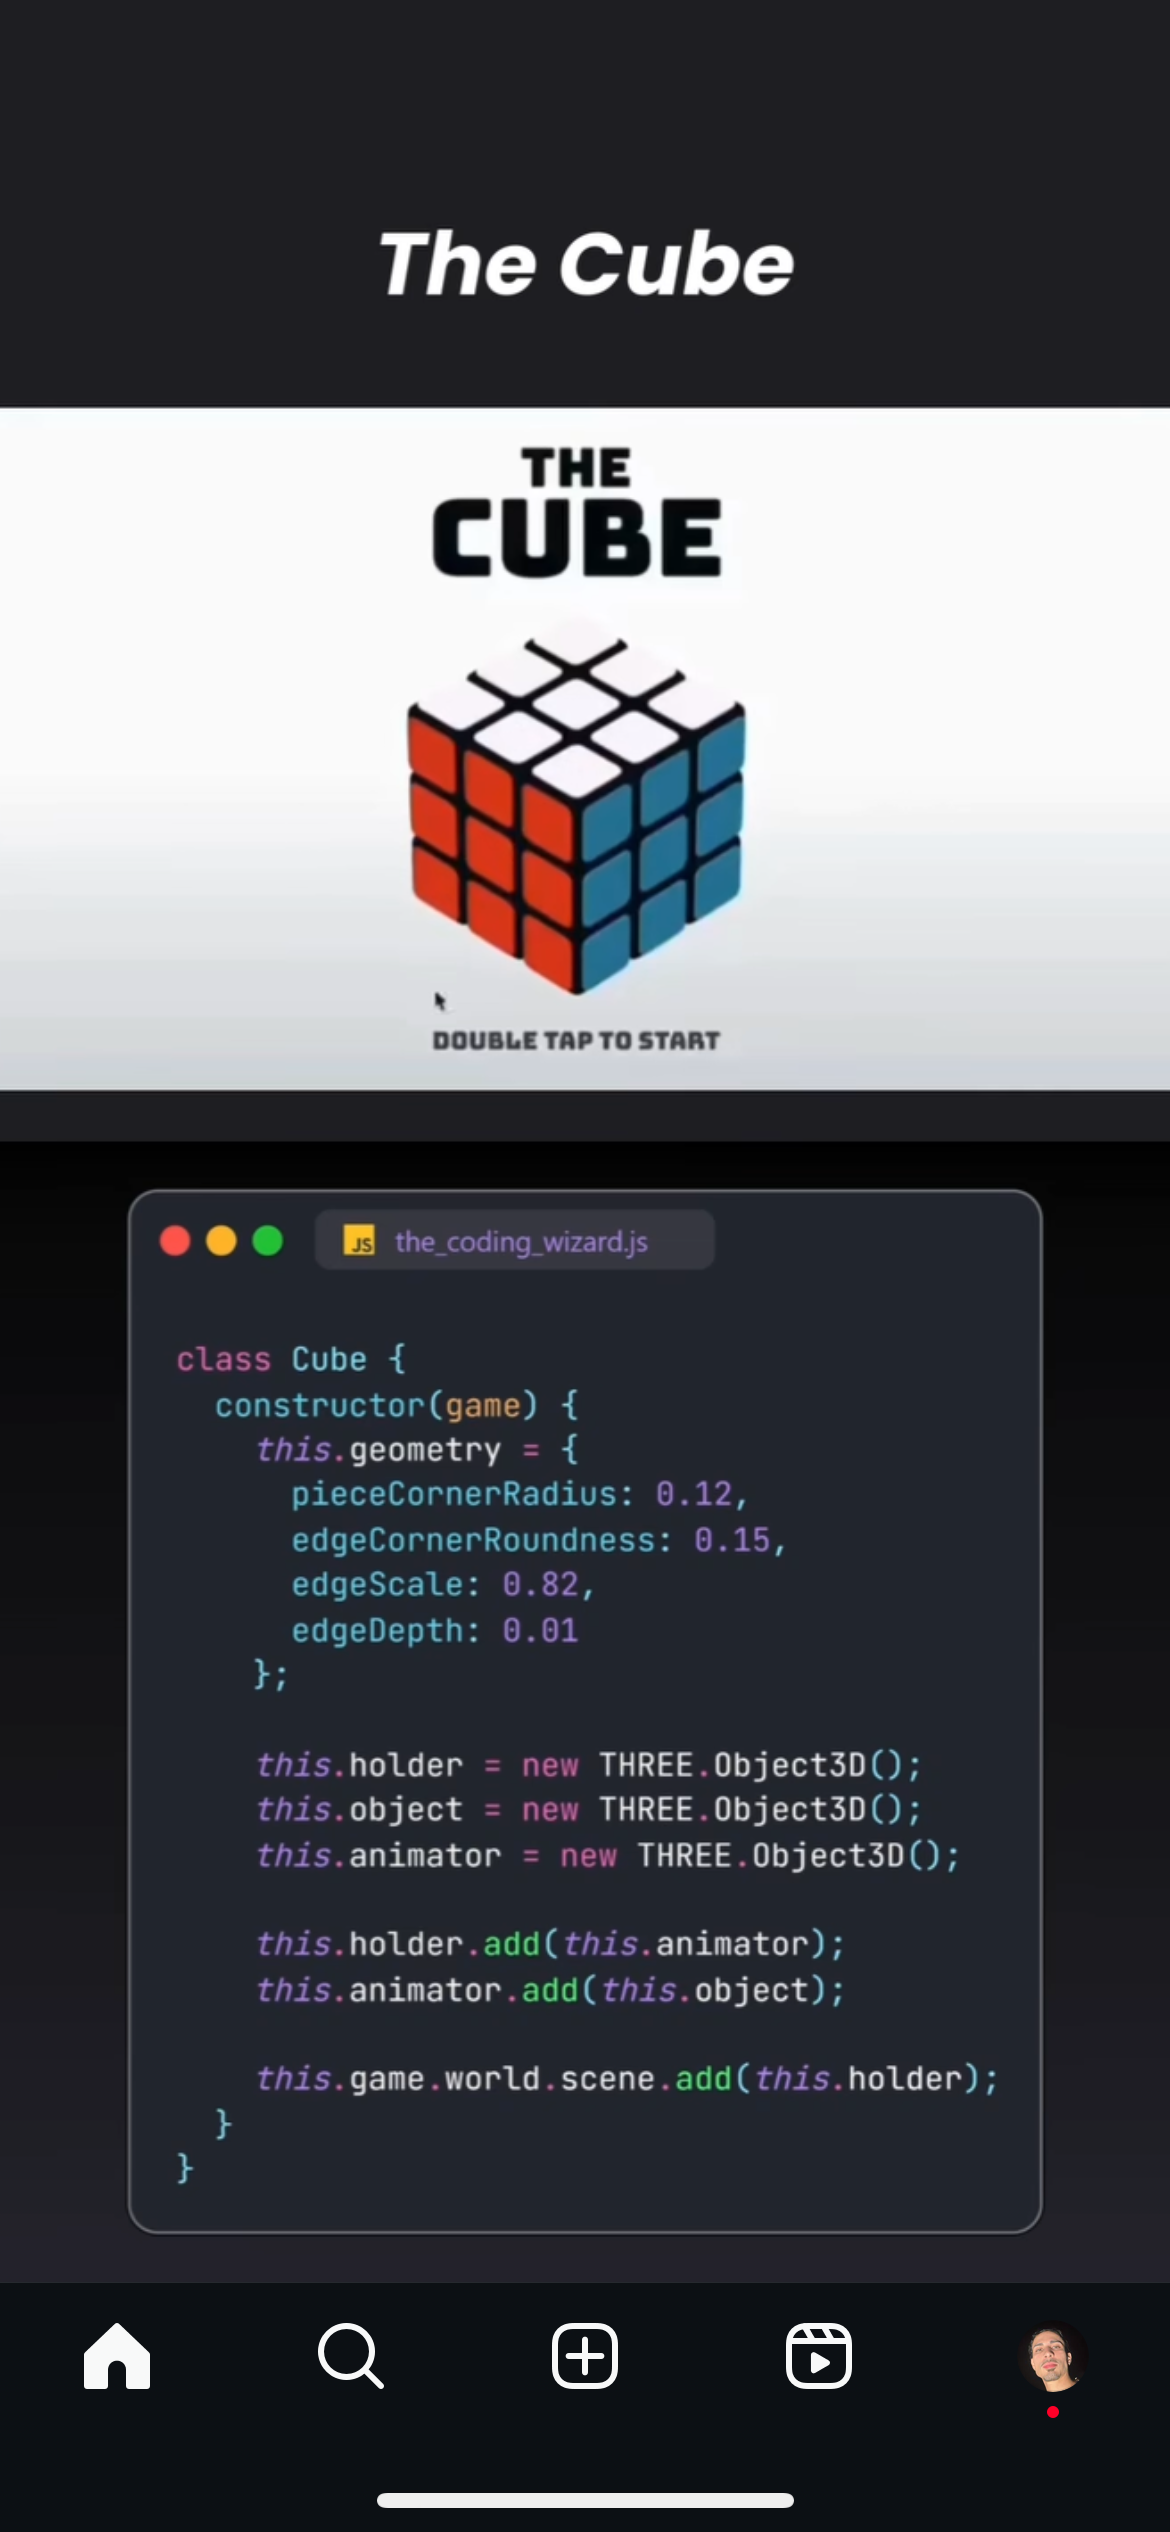 The Cube
THE
CUBE
DOUBLE TAP TO START
JS the_coding_wizard.js
class Cube {
  constructor(game) {
    this.geometry = {
      pieceCornerRadius: 0.12,
      edgeCornerRoundness: 0.15,
      edgeScale: 0.82,
      edgeDepth: 0.01
    };
    this.holder = new THREE.Object3D();
    this.object = new THREE.Object3D();
    this.animator = new THREE.Object3D();
    this.holder.add(this.animator);
    this.animator.add(this.object);
    this.game.world.scene.add(this.holder);
  }
}